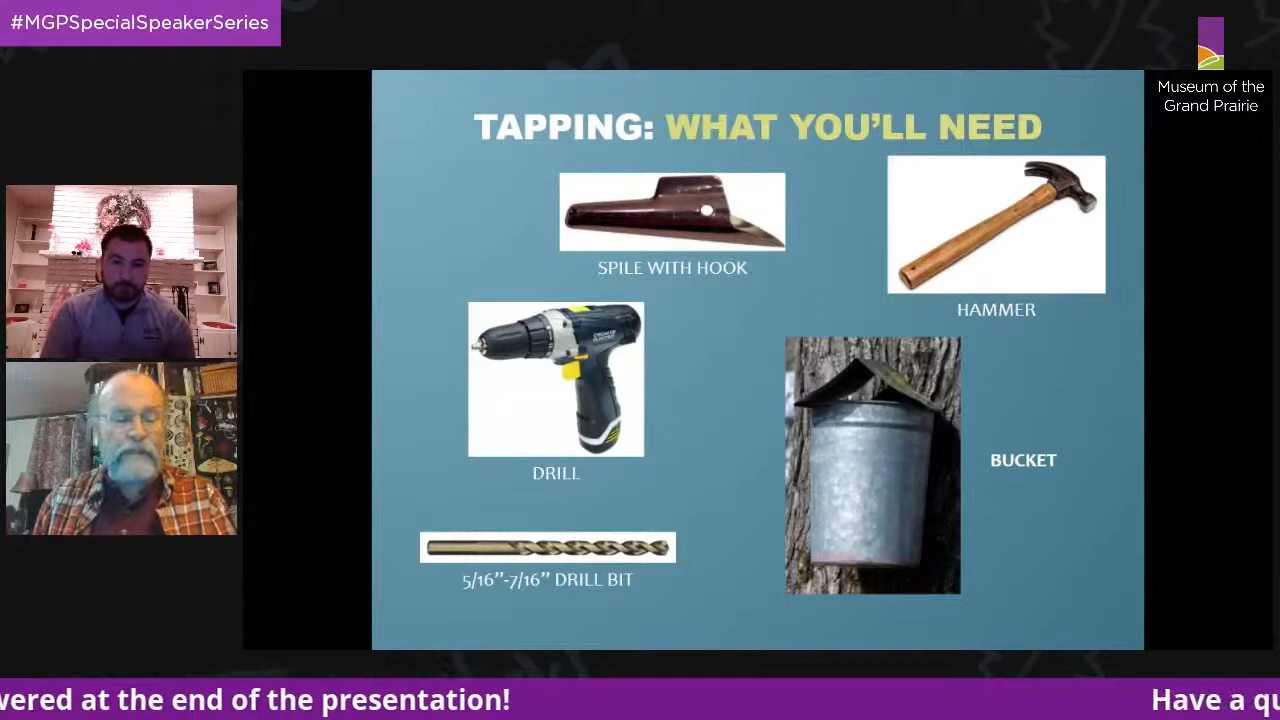 #MGPSpecialSpeakerSeries
Museum of the
Grand Prairie
TAPPING: WHAT YOU'LL NEED
SPILE WITH HOOK
HAMMER
DRILL
BUCKET
5/16”-7/16” DRILL BIT
wered at the end of the presentation!
Have a qu